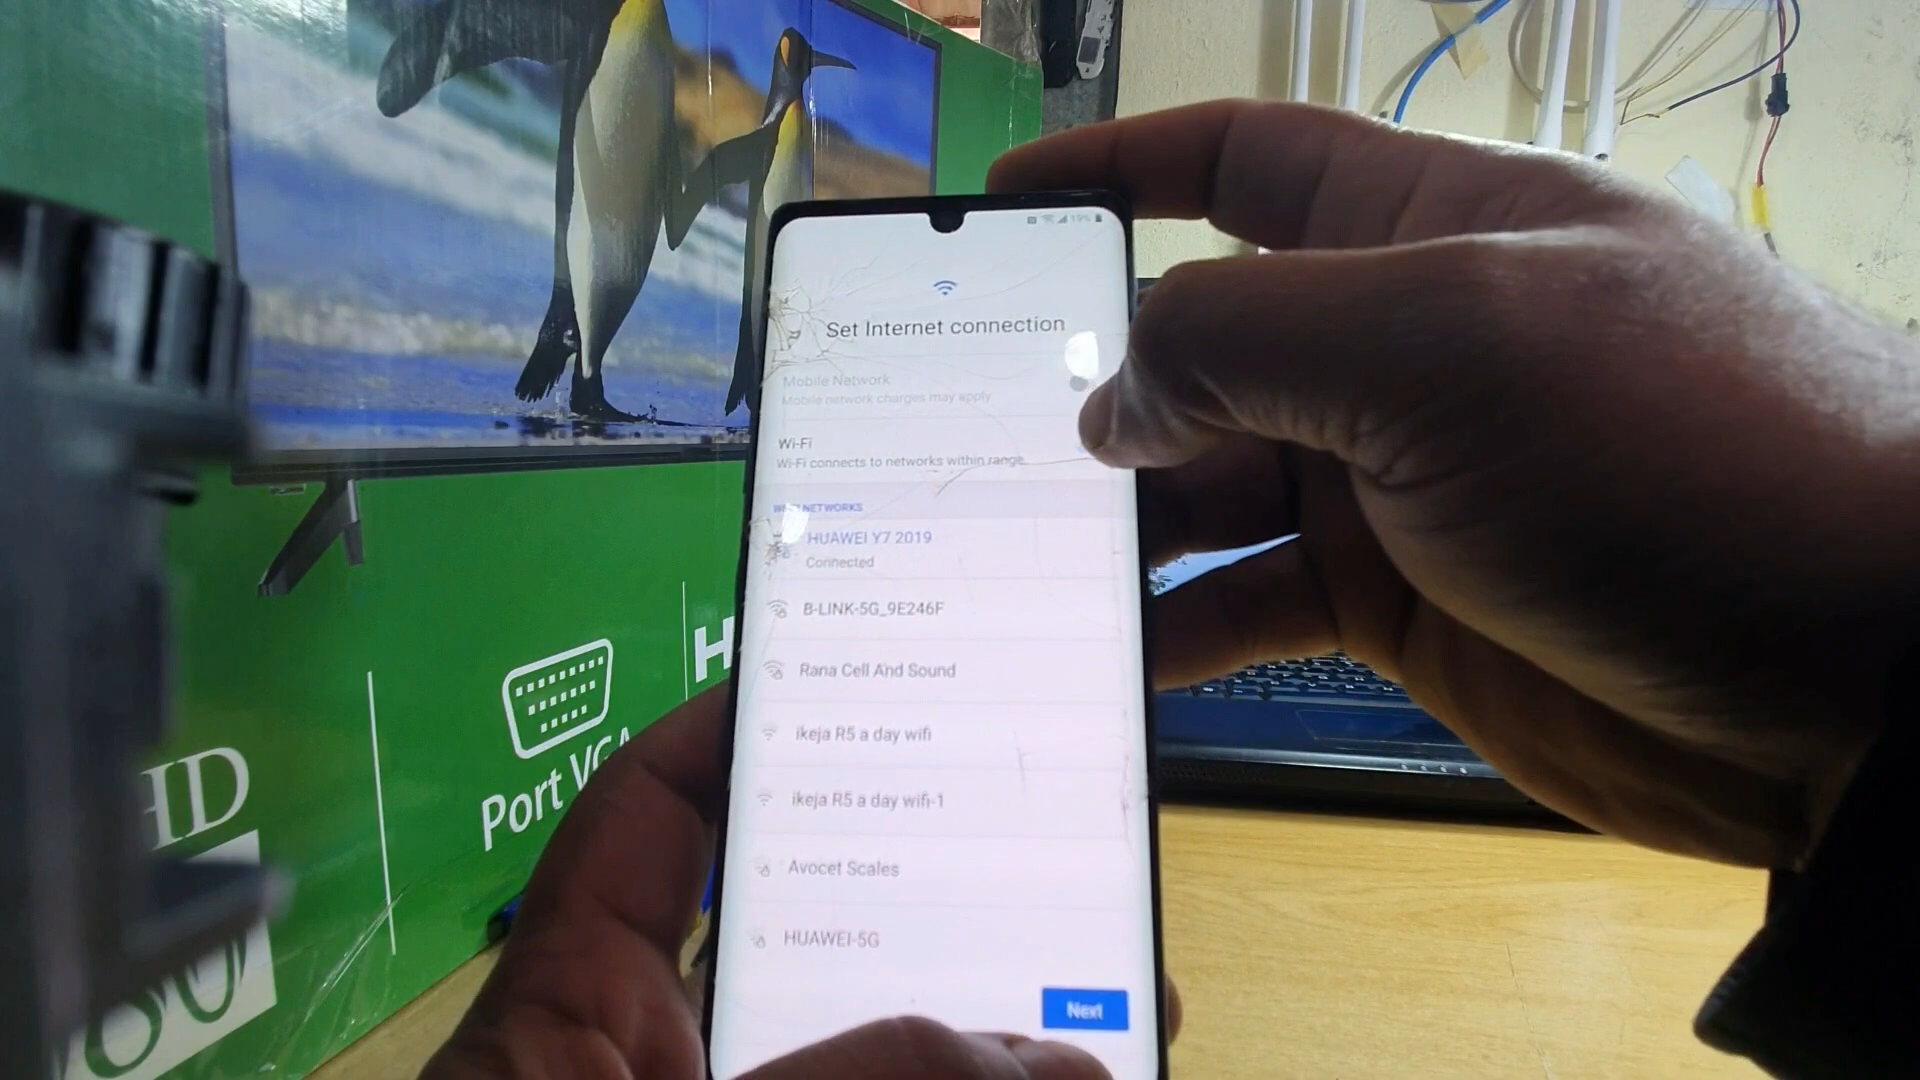 19%
Set Internet connection
Mobile Network
Mobile network charges may apply
Wi-Fi
Wi-Fi connects to networks within range
NETWORKS
HUAWEI Y7 2019
Connected
B-LINK-5G_9E246F
Rana Cell And Sound
ikeja R5 a day wifi
ikeja R5 a day wifi-1
Avocet Scales
HUAWEI-5G
Next
H
Port VGA
HD